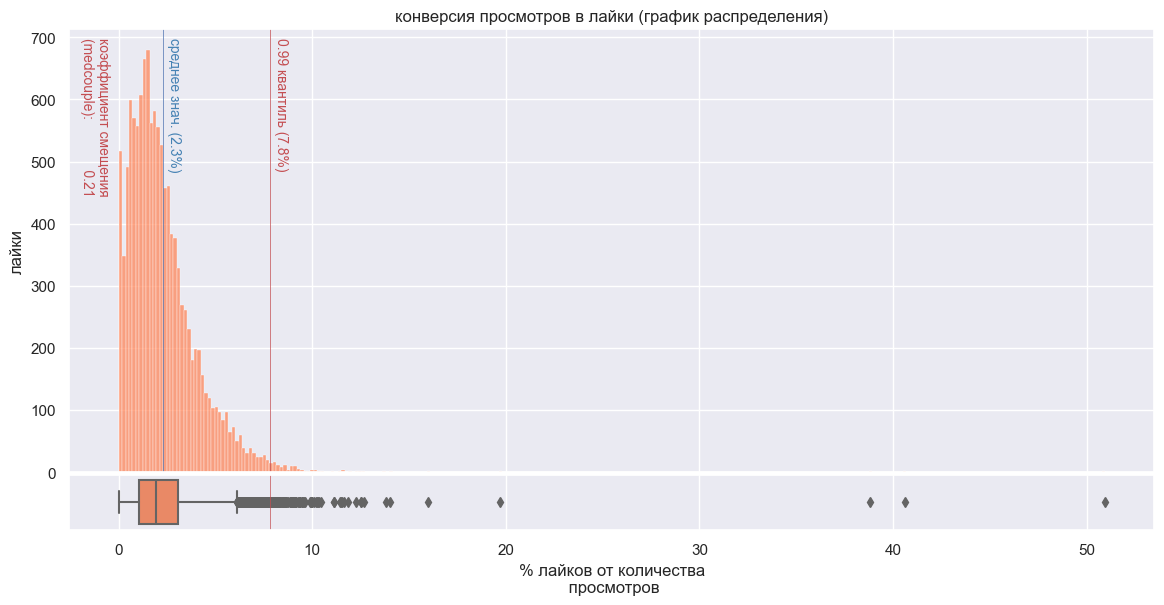 конверсия просмотров в лайки (график распределения)
700
600
500
400
300
200
100
0
лайки
коэффициент смещения
(medcouple): 0.21
среднее знач. (2.3%)
0.99 квантиль (7.8%)
0 10 20 30 40 50
% лайков от количества
просмотров